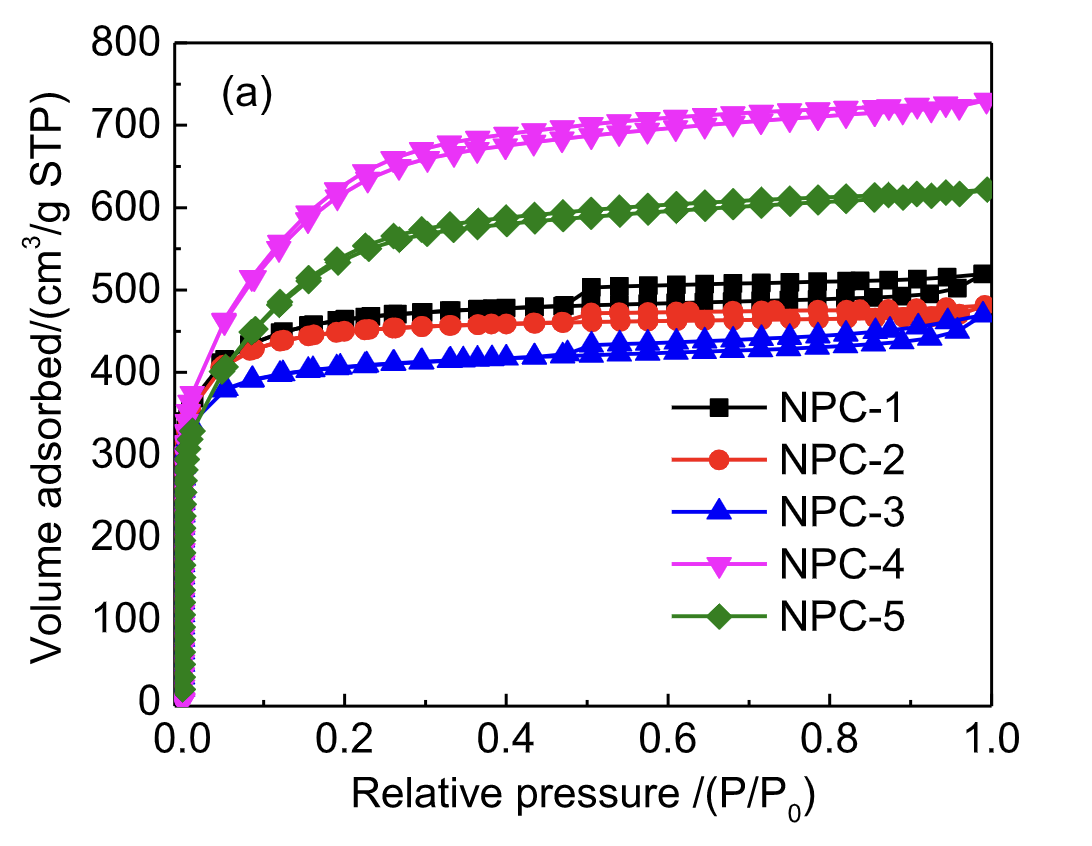 (a)
800
700
600
500
400
300
200
100
0
Volume adsorbed/(cm³/g STP)
NPC-1
NPC-2
NPC-3
NPC-4
NPC-5
0.0 0.2 0.4 0.6 0.8 1.0
Relative pressure /(P/P₀)